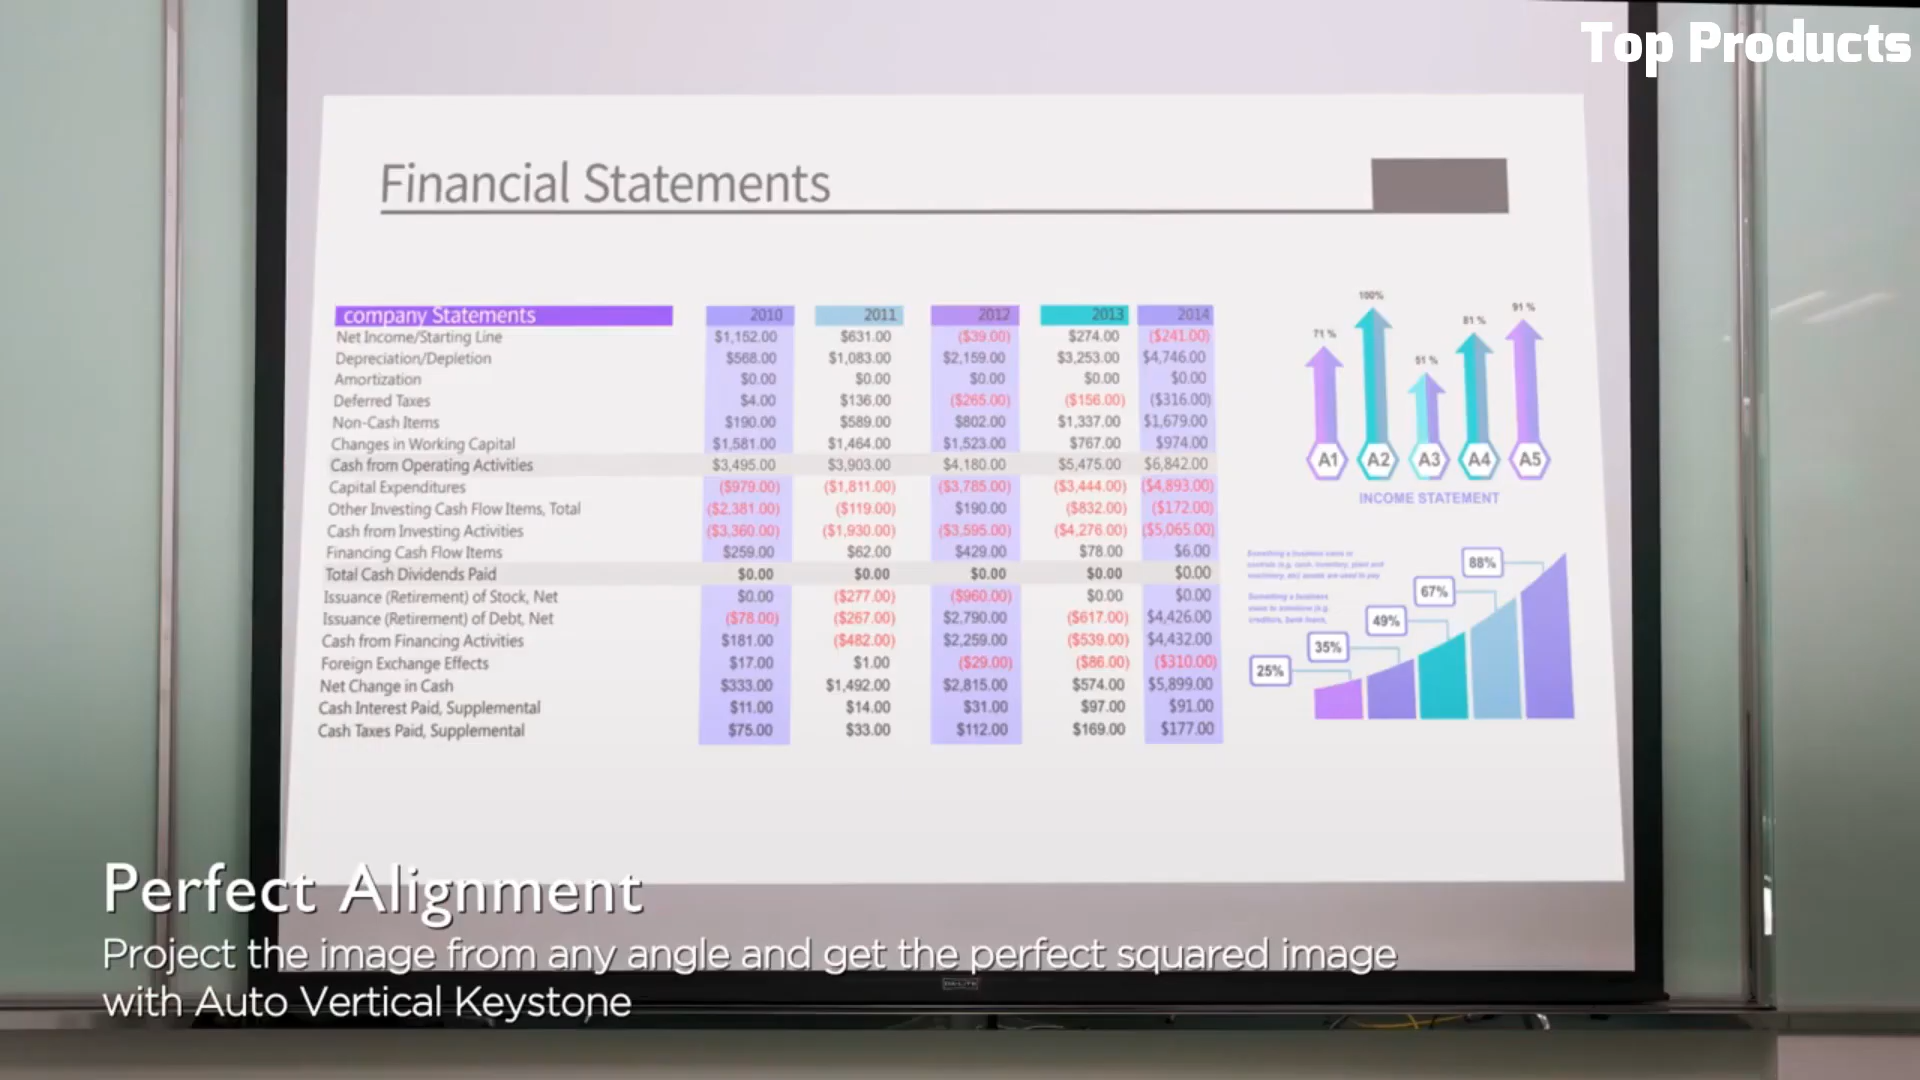 Top Products
Financial Statements
company Statements 2010 2011 2012 2013 2014
Net Income/Starting Line $1,152.00 $631.00 ($39.00) $274.00 ($241.00)
Depreciation/Depletion $568.00 $1,083.00 $2,159.00 $3,253.00 $4,746.00
Amortization $0.00 $0.00 $0.00 $0.00 $0.00
Deferred Taxes $4.00 $136.00 ($265.00) ($156.00) ($316.00)
Non-Cash Items $190.00 $589.00 $802.00 $1,337.00 $1,679.00
Changes in Working Capital $1,581.00 $1,464.00 $1,523.00 $767.00 $974.00
Cash from Operating Activities $3,495.00 $3,903.00 $4,180.00 $5,475.00 $6,842.00
Capital Expenditures ($979.00) ($1,811.00) ($3,785.00) ($3,444.00) ($4,893.00)
Other Investing Cash Flow Items, Total ($2,381.00) ($119.00) $190.00 ($832.00) ($172.00)
Cash from Investing Activities ($3,360.00) ($1,930.00) ($3,595.00) ($4,276.00) ($5,065.00)
Financing Cash Flow Items $259.00 $62.00 $429.00 $78.00 $6.00
Total Cash Dividends Paid $0.00 $0.00 $0.00 $0.00 $0.00
Issuance (Retirement) of Stock, Net $0.00 ($277.00) ($960.00) $0.00 $0.00
Issuance (Retirement) of Debt, Net ($78.00) ($267.00) $2,790.00 ($617.00) $4,426.00
Cash from Financing Activities $181.00 ($482.00) $2,259.00 ($539.00) $4,432.00
Foreign Exchange Effects $17.00 $1.00 ($29.00) ($86.00) ($310.00)
Net Change in Cash $333.00 $1,492.00 $2,815.00 $574.00 $5,899.00
Cash Interest Paid, Supplemental $11.00 $14.00 $31.00 $97.00 $91.00
Cash Taxes Paid, Supplemental $75.00 $33.00 $112.00 $169.00 $177.00
71% 100% 51% 81% 91%
A1 A2 A3 A4 A5
INCOME STATEMENT
Something a business
25% 35% 49% 67% 88%
Perfect Alignment
Project the image from any angle and get the perfect squared image
with Auto Vertical Keystone
DA-LITE